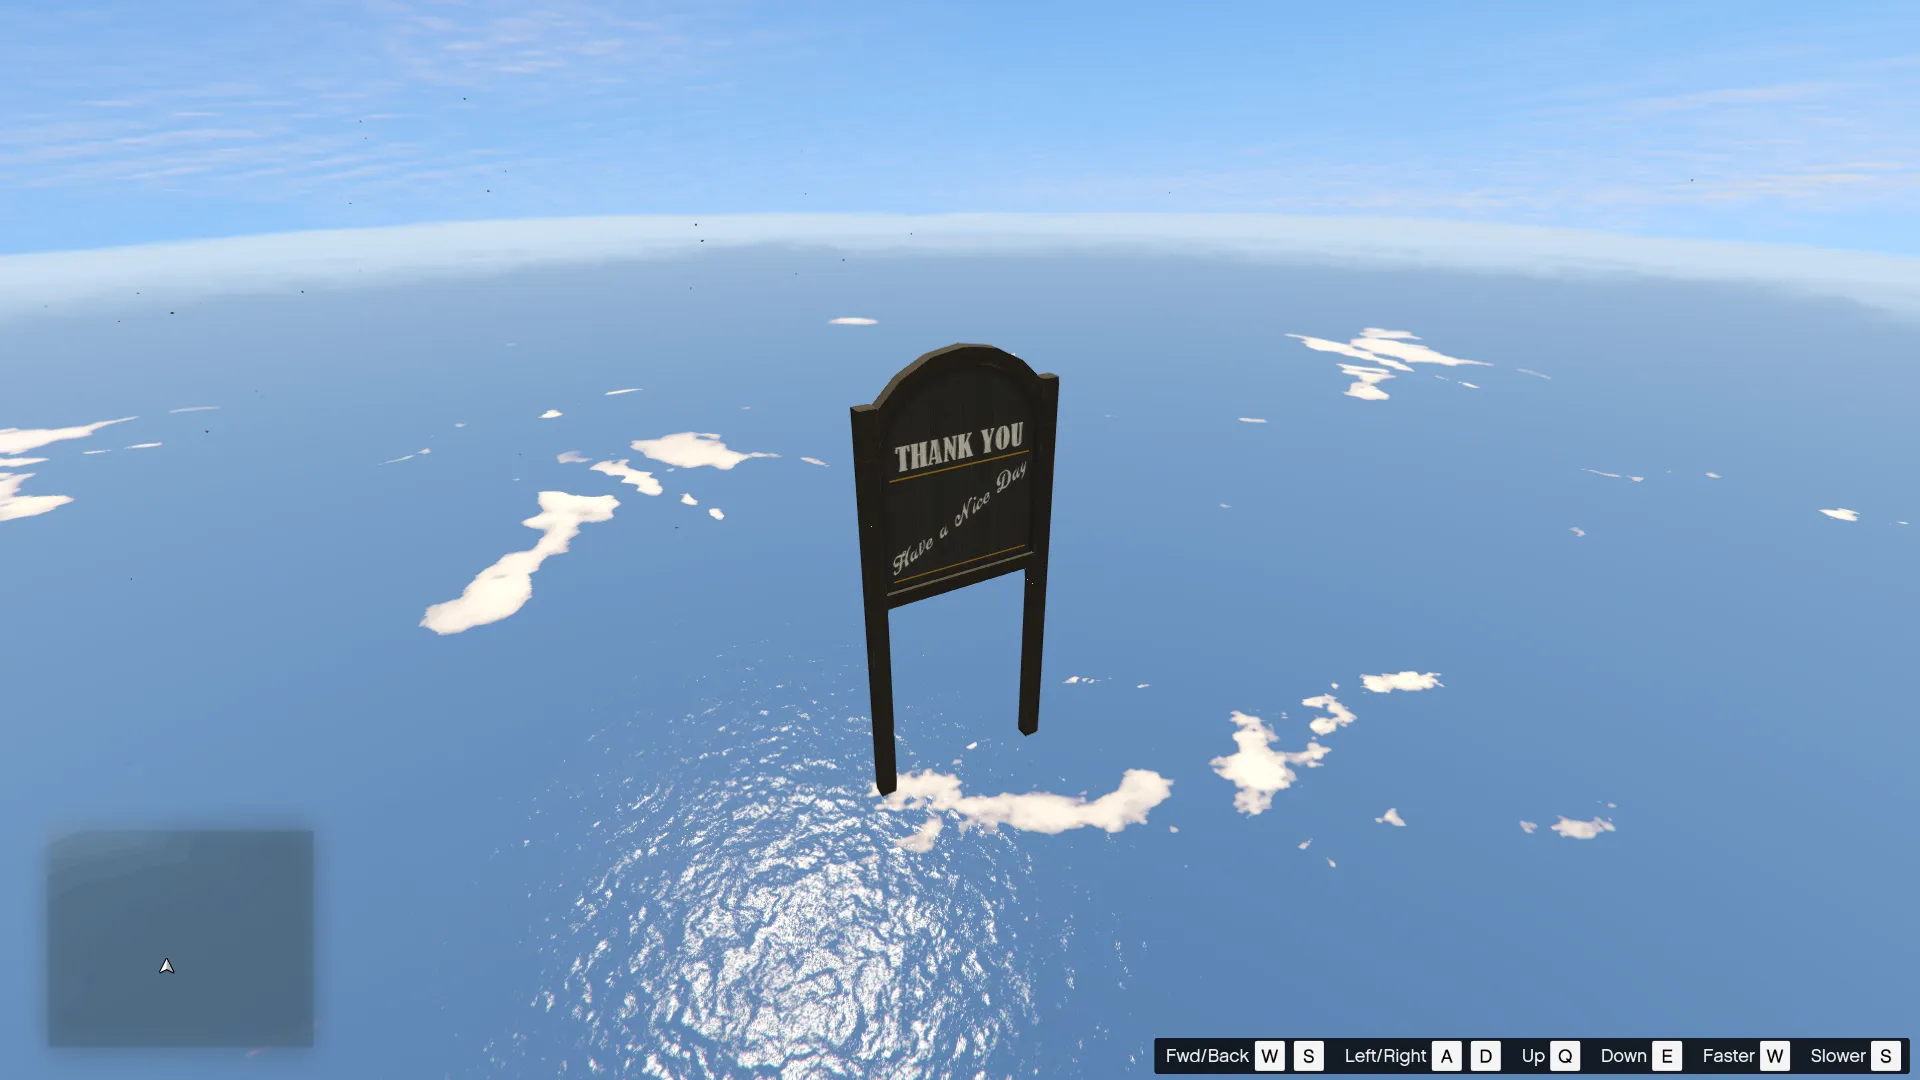 THANK YOU
Have a Nice Day
Fwd/Back W S Left/Right A D Up Q Down E Faster W Slower S